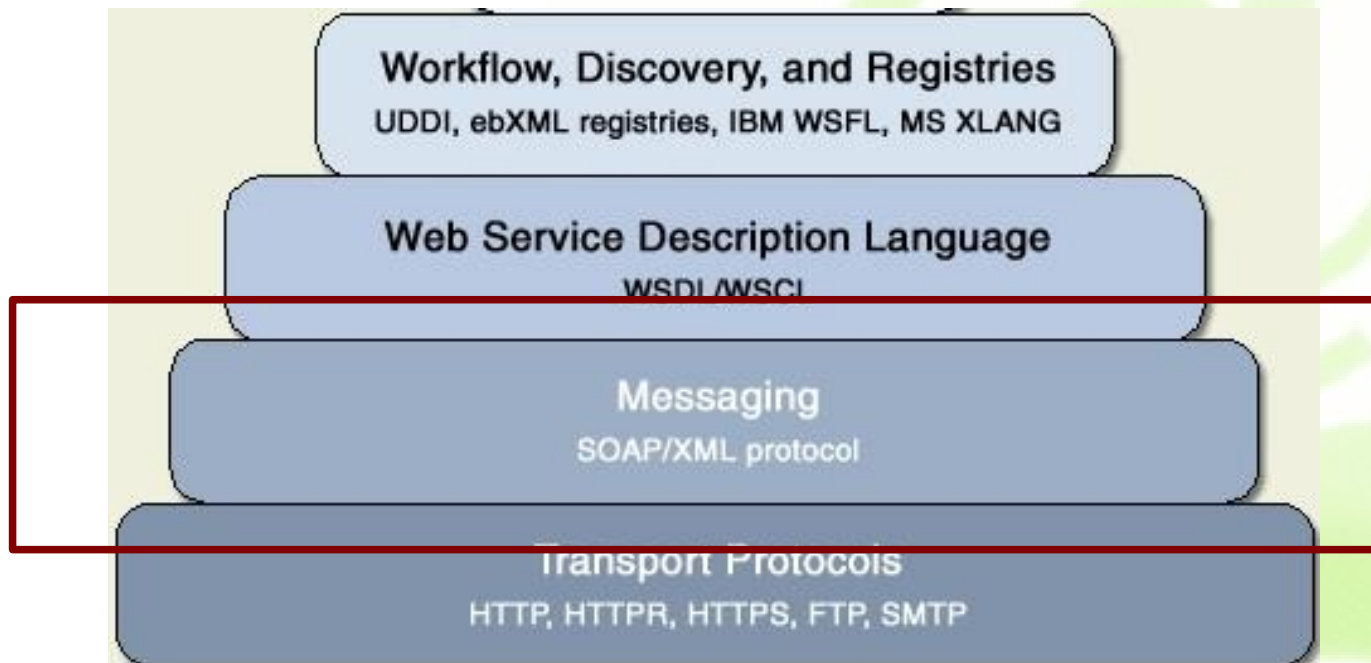 Workflow, Discovery, and Registries
UDDI, ebXML registries, IBM WSFL, MS XLANG
Web Service Description Language
WSDL/WSCL
Messaging
SOAP/XML protocol
Transport Protocols
HTTP, HTTPR, HTTPS, FTP, SMTP